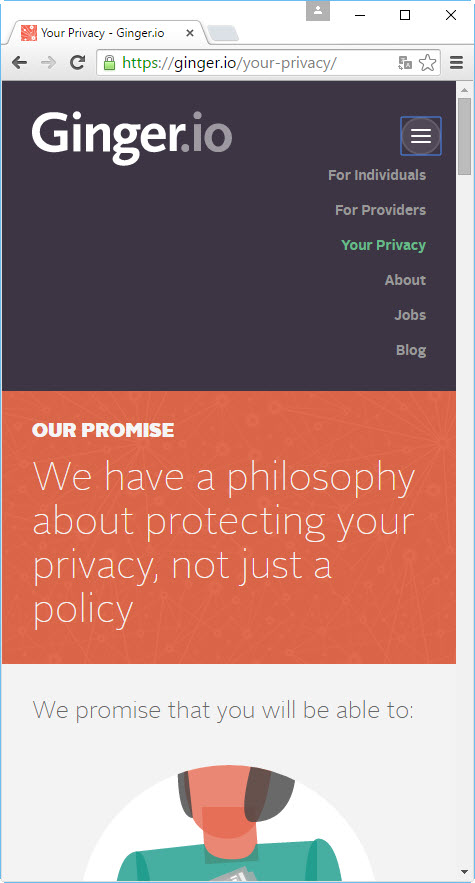 Your Privacy - Ginger.io
https://ginger.io/your-privacy/
Ginger.io
For Individuals
For Providers
Your Privacy
About
Jobs
Blog
OUR PROMISE
We have a philosophy
about protecting your
privacy, not just a
policy
We promise that you will be able to: